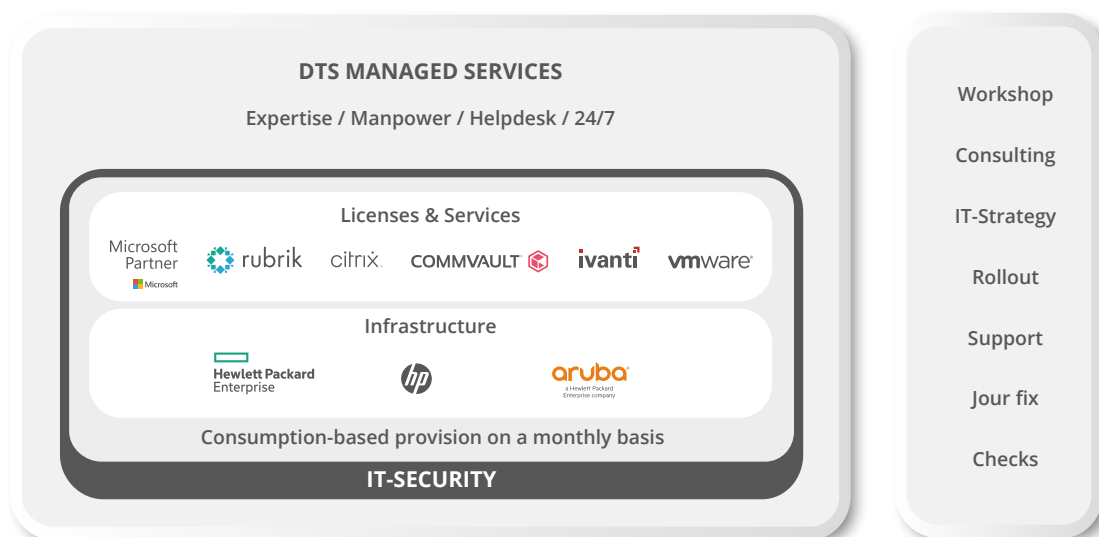 DTS MANAGED SERVICES
Expertise / Manpower / Helpdesk / 24/7
Licenses & Services
Microsoft
Partner
Microsoft
rubrik
citrix.
COMMVAULT
ivanti
vmware®
Infrastructure
Hewlett Packard
Enterprise
hp
aruba
a Hewlett Packard
Enterprise company
Consumption-based provision on a monthly basis
IT-SECURITY
Workshop
Consulting
IT-Strategy
Rollout
Support
Jour fix
Checks